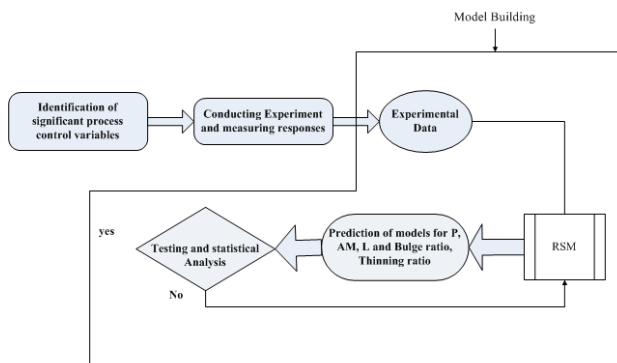 Model Building
Identification of
significant process
control variables
Conducting Experiment
and measuring responses
Experimental
Data
yes
Testing and statistical
Analysis
Prediction of models for P,
AM, L and Bulge ratio,
Thinning ratio
RSM
No